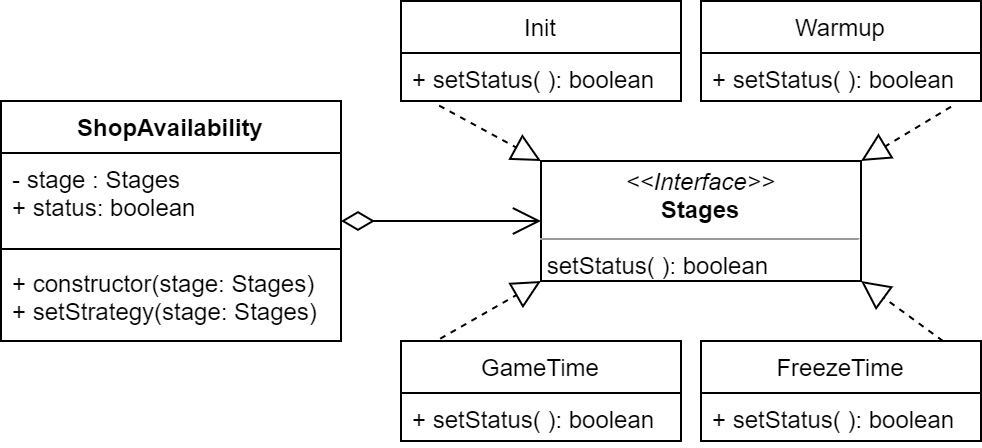 Init
+ setStatus( ): boolean
Warmup
+ setStatus( ): boolean
ShopAvailability
- stage : Stages
+ status: boolean
+ constructor(stage: Stages)
+ setStrategy(stage: Stages)
<<Interface>>
Stages
setStatus( ): boolean
GameTime
+ setStatus( ): boolean
FreezeTime
+ setStatus( ): boolean